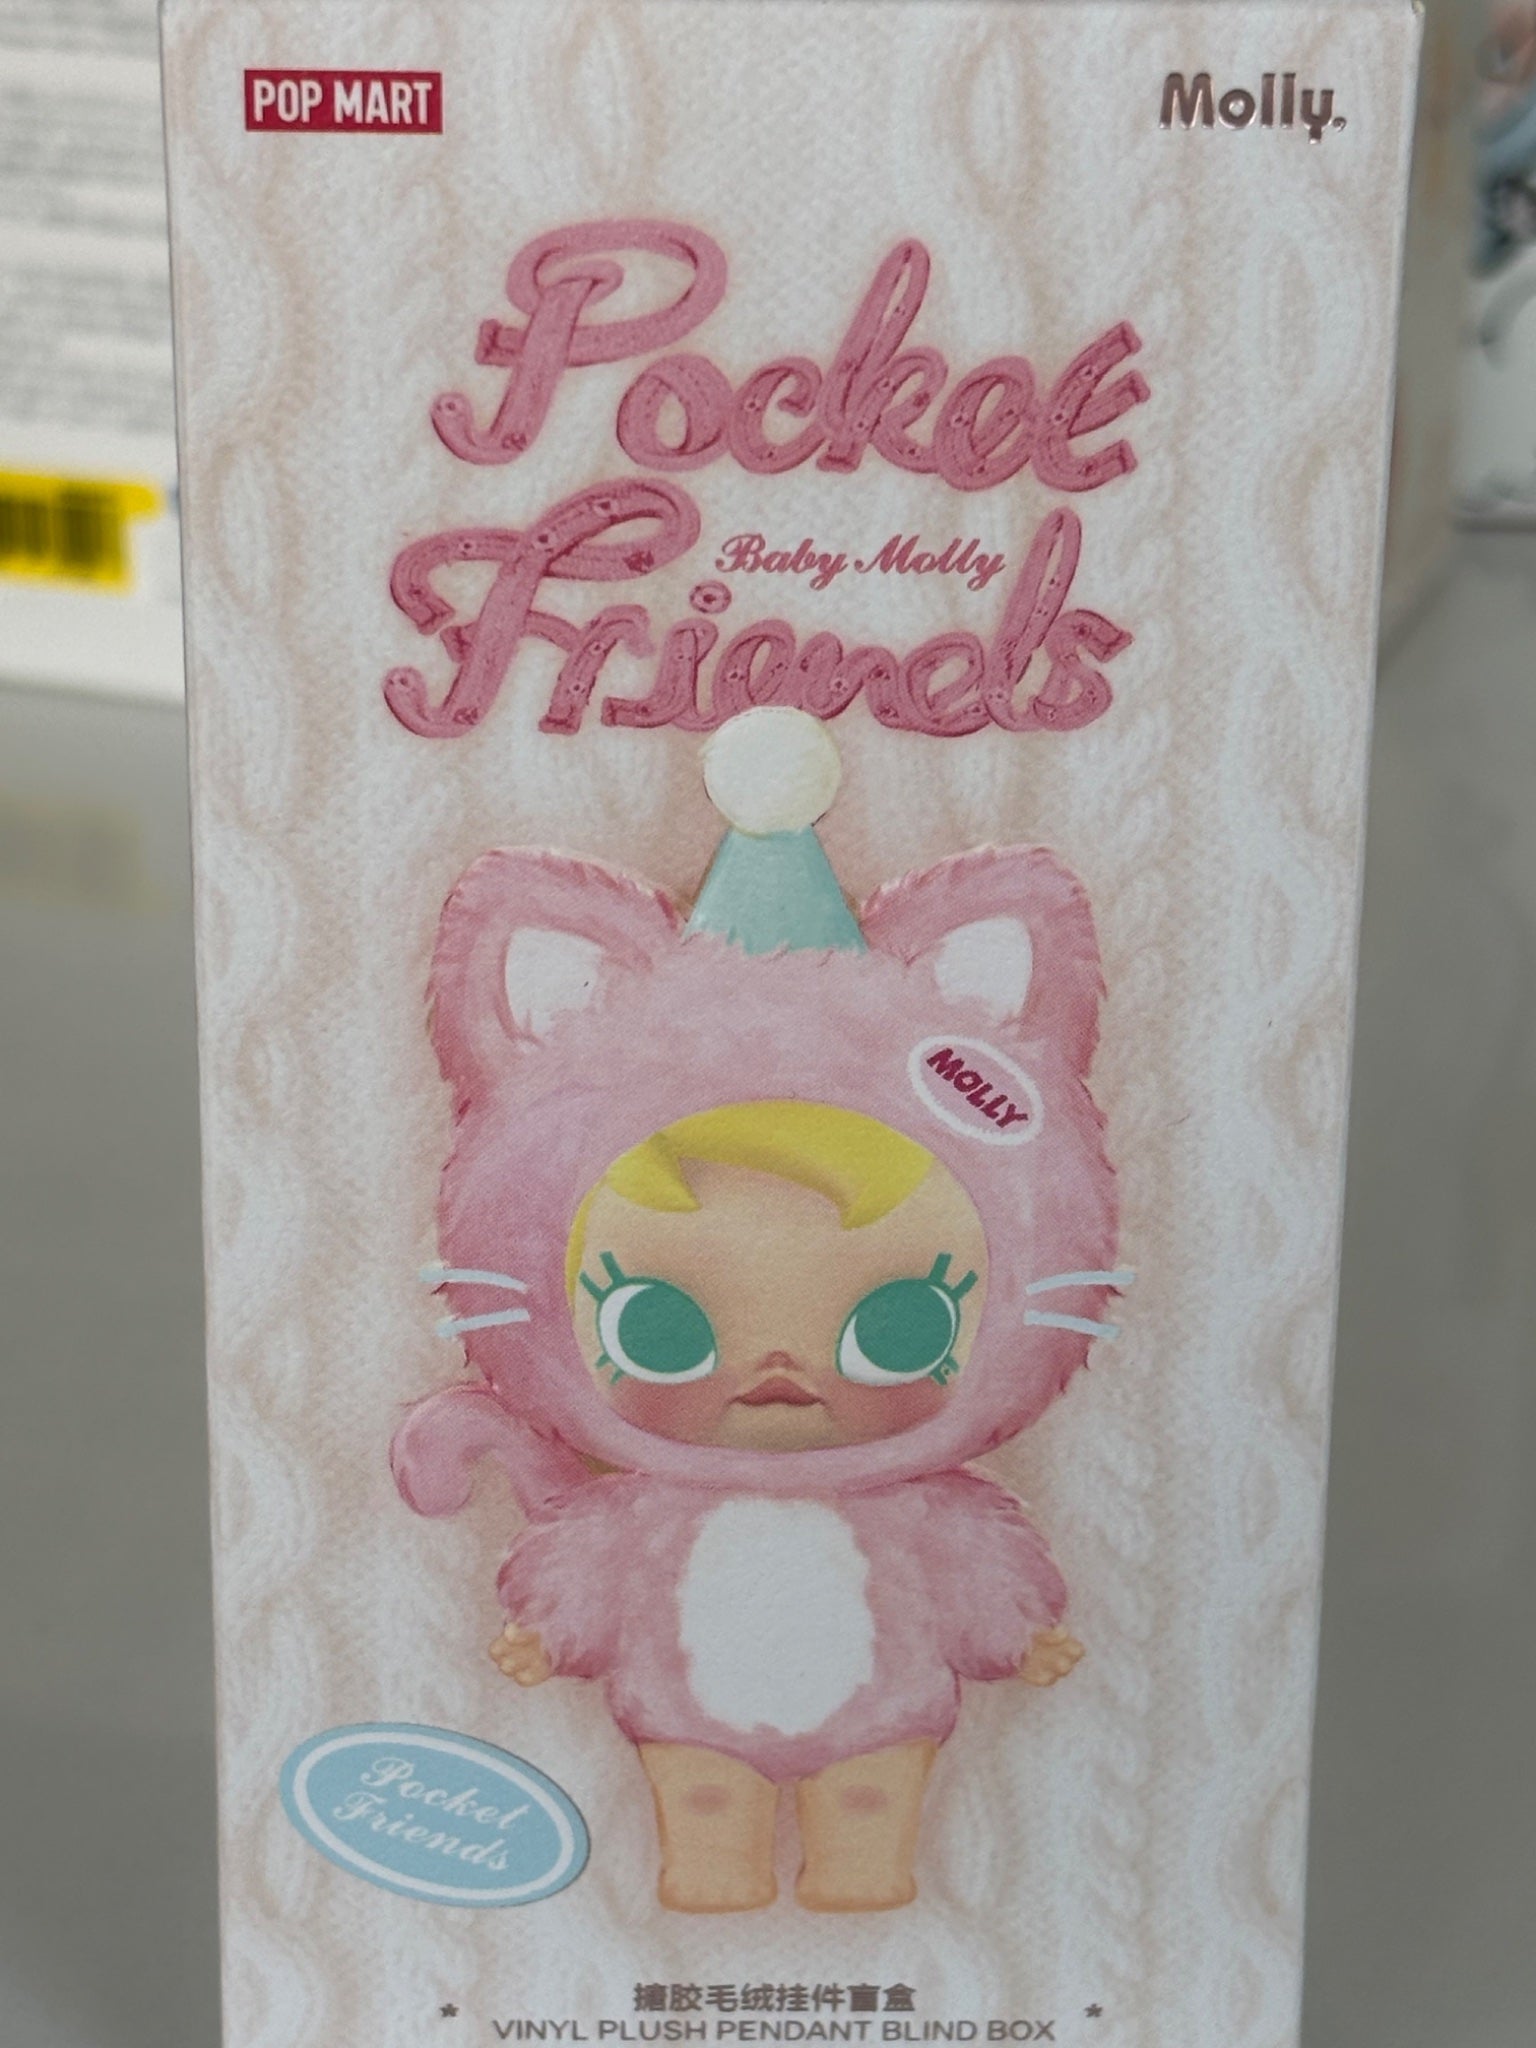 POP MART
Molly.
Pocket
Friends
Baby Molly
MOLLY
Pocket
Friends
搪胶毛绒挂件盲盒
* VINYL PLUSH PENDANT BLIND BOX *